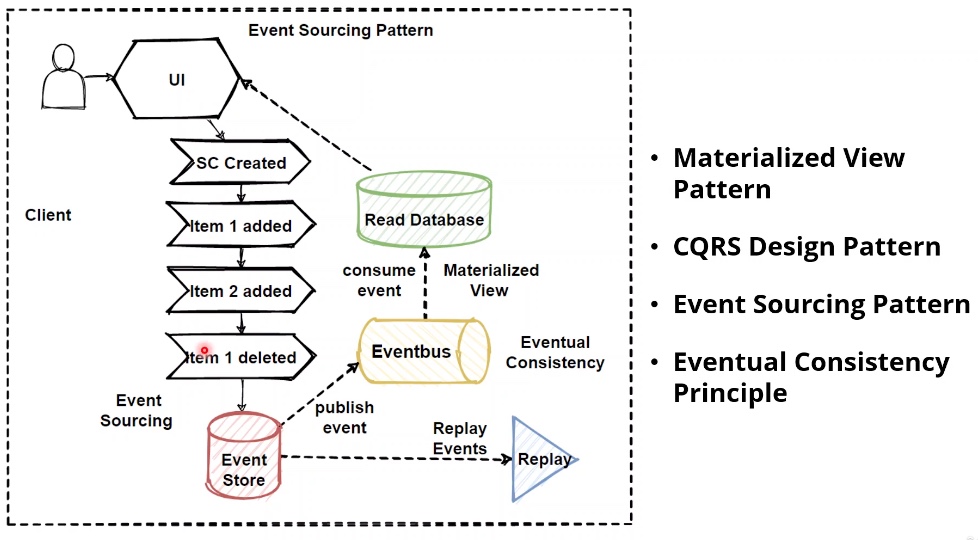 Event Sourcing Pattern
UI
SC Created
Client
Item 1 added
Read Database
consume
event
Materialized
View
Item 2 added
Item 1 deleted
Eventbus
Eventual
Consistency
Event
Sourcing
publish
event
Replay
Events
Event
Store
Replay
• Materialized View
Pattern
• CQRS Design Pattern
• Event Sourcing Pattern
• Eventual Consistency
Principle